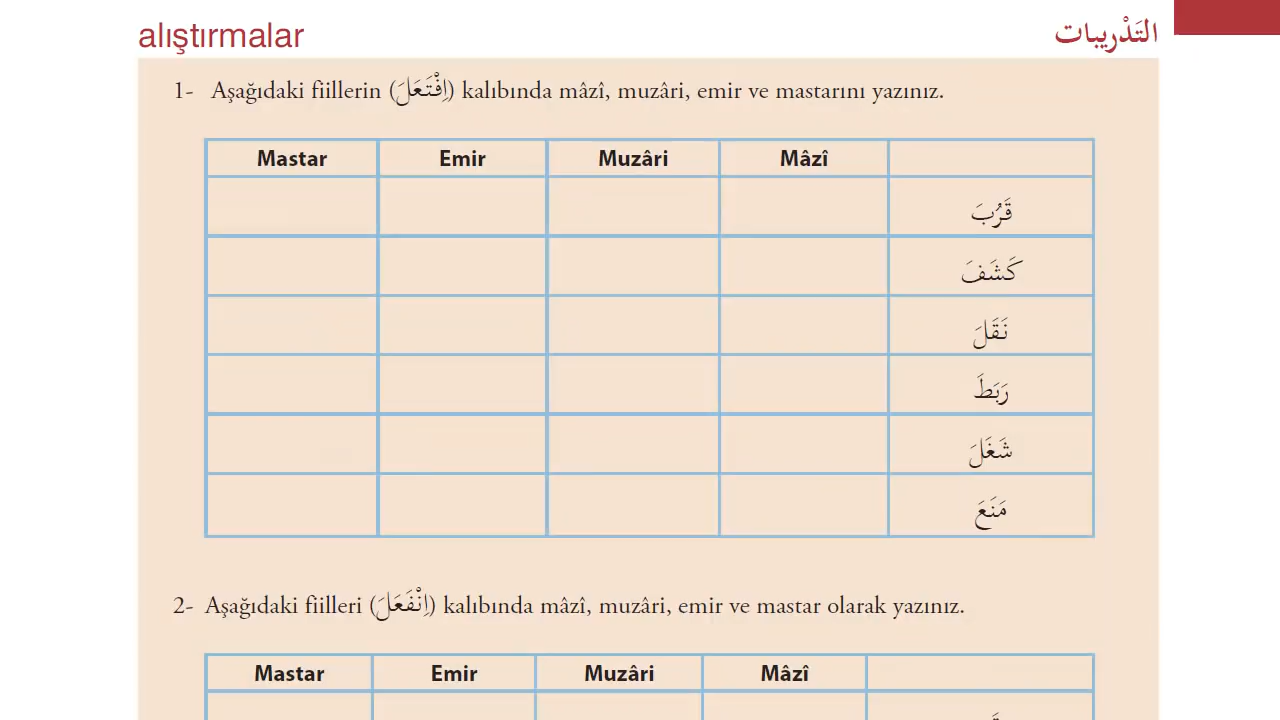 alıştırmalar
التَدْريبات
1- Aşağıdaki fiillerin (اِفْتَعَلَ) kalıbında mâzî, muzâri, emir ve mastarını yazınız.
Mastar Emir Muzâri Mâzî
قَرُبَ
كَشَفَ
نَقَلَ
رَبَطَ
شَغَلَ
مَنَعَ
2- Aşağıdaki fiilleri (اِنْفَعَلَ) kalıbında mâzî, muzâri, emir ve mastar olarak yazınız.
Mastar Emir Muzâri Mâzî